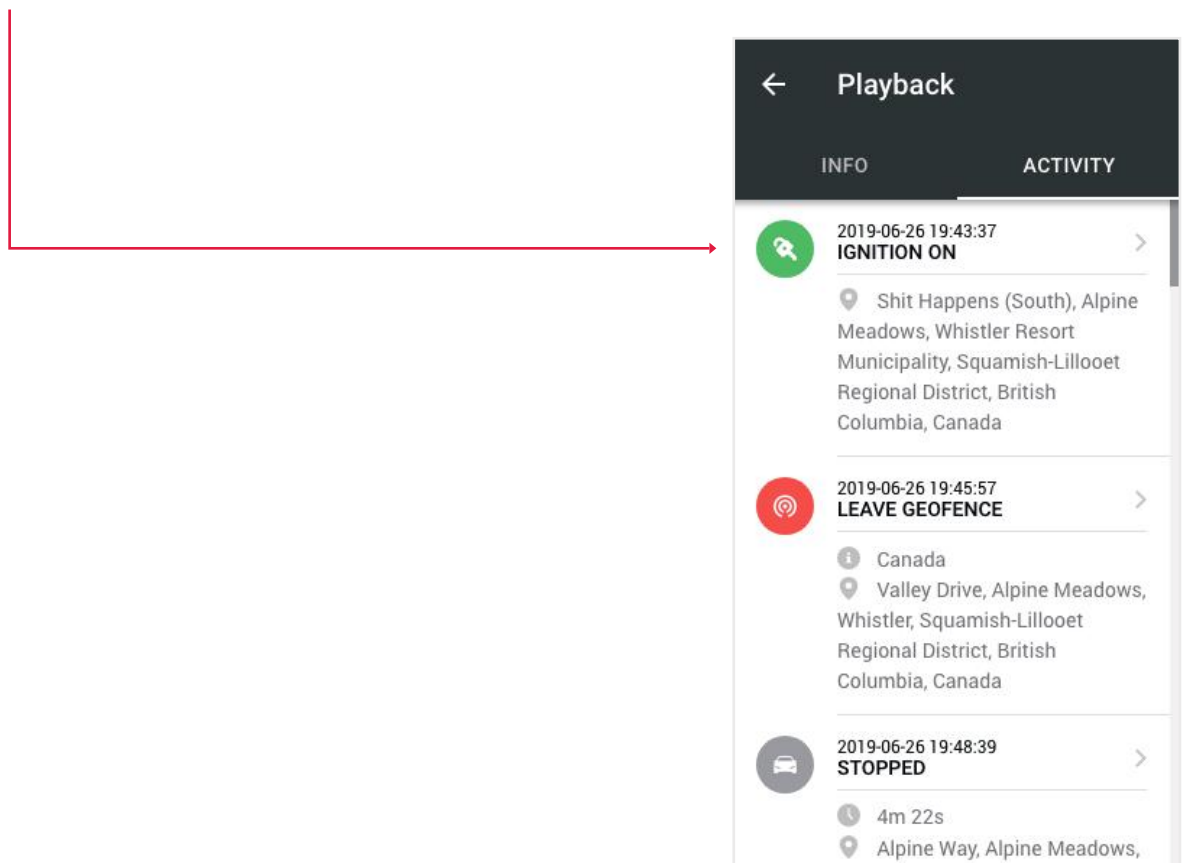 Playback
INFO ACTIVITY
2019-06-26 19:43:37
IGNITION ON
Shit Happens (South), Alpine
Meadows, Whistler Resort
Municipality, Squamish-Lillooet
Regional District, British
Columbia, Canada
2019-06-26 19:45:57
LEAVE GEOFENCE
Canada
Valley Drive, Alpine Meadows,
Whistler, Squamish-Lillooet
Regional District, British
Columbia, Canada
2019-06-26 19:48:39
STOPPED
4m 22s
Alpine Way, Alpine Meadows,